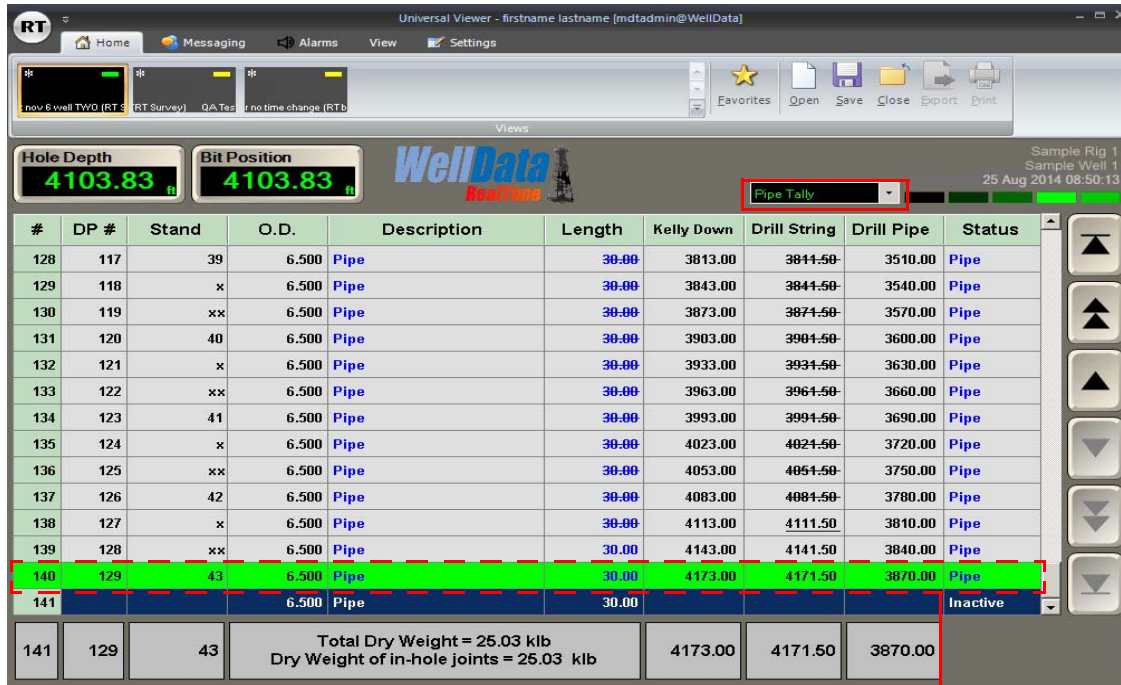 RT
Universal Viewer - firstname lastname [mdtadmin@WellData]
Home Messaging Alarms View Settings
nov 6 well TWO (RT S (RT Survey) QA Tes r no time change (RT b
Favorites Open Save Close Export Print
Views
Hole Depth Bit Position
4103.83 ft 4103.83 ft
WellData
RealTime
Sample Rig 1
Sample Well 1
25 Aug 2014 08:50:13
Pipe Tally
# DP # Stand O.D. Description Length Kelly Down Drill String Drill Pipe Status
128 117 39 6.500 Pipe 30.00 3813.00 3811.50 3510.00 Pipe
129 118 x 6.500 Pipe 30.00 3843.00 3841.50 3540.00 Pipe
130 119 xx 6.500 Pipe 30.00 3873.00 3871.50 3570.00 Pipe
131 120 40 6.500 Pipe 30.00 3903.00 3901.50 3600.00 Pipe
132 121 x 6.500 Pipe 30.00 3933.00 3931.50 3630.00 Pipe
133 122 xx 6.500 Pipe 30.00 3963.00 3961.50 3660.00 Pipe
134 123 41 6.500 Pipe 30.00 3993.00 3991.50 3690.00 Pipe
135 124 x 6.500 Pipe 30.00 4023.00 4021.50 3720.00 Pipe
136 125 xx 6.500 Pipe 30.00 4053.00 4051.50 3750.00 Pipe
137 126 42 6.500 Pipe 30.00 4083.00 4081.50 3780.00 Pipe
138 127 x 6.500 Pipe 30.00 4113.00 4111.50 3810.00 Pipe
139 128 xx 6.500 Pipe 30.00 4143.00 4141.50 3840.00 Pipe
140 129 43 6.500 Pipe 30.00 4173.00 4171.50 3870.00 Pipe
141 6.500 Pipe 30.00 Inactive
141 129 43 Total Dry Weight = 25.03 klb 4173.00 4171.50 3870.00
Dry Weight of in-hole joints = 25.03 klb